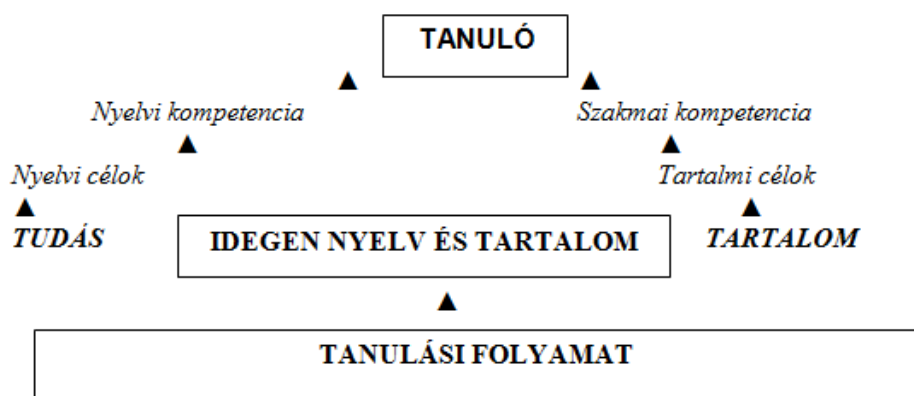 TANULÓ
Nyelvi kompetencia
Szakmai kompetencia
Nyelvi célok
Tartalmi célok
TUDÁS
IDEGEN NYELV ÉS TARTALOM
TARTALOM
TANULÁSI FOLYAMAT